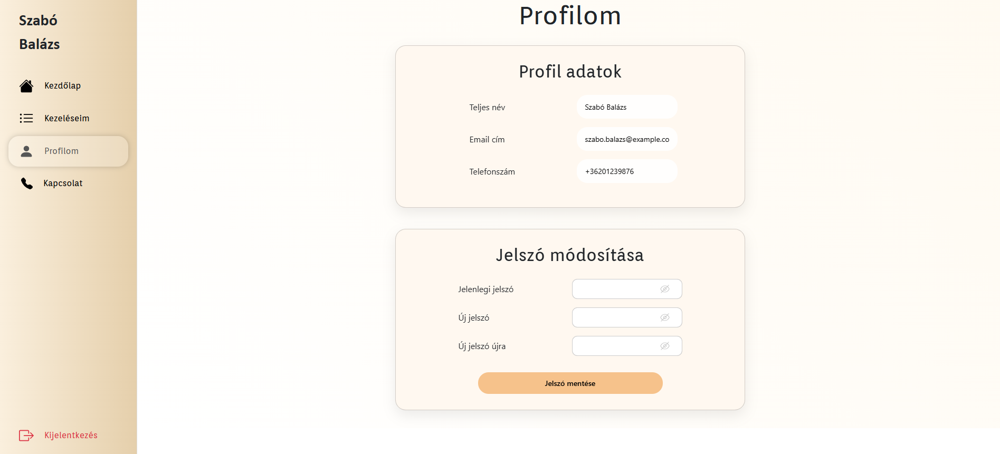 Szabó
Balázs
Kezdőlap
Kezeléseim
Profilom
Kapcsolat
Kijelentkezés
Profilom
Profil adatok
Teljes név Szabó Balázs
Email cím szabo.balazs@example.co
Telefonszám +36201239876
Jelszó módosítása
Jelenlegi jelszó
Új jelszó
Új jelszó újra
Jelszó mentése